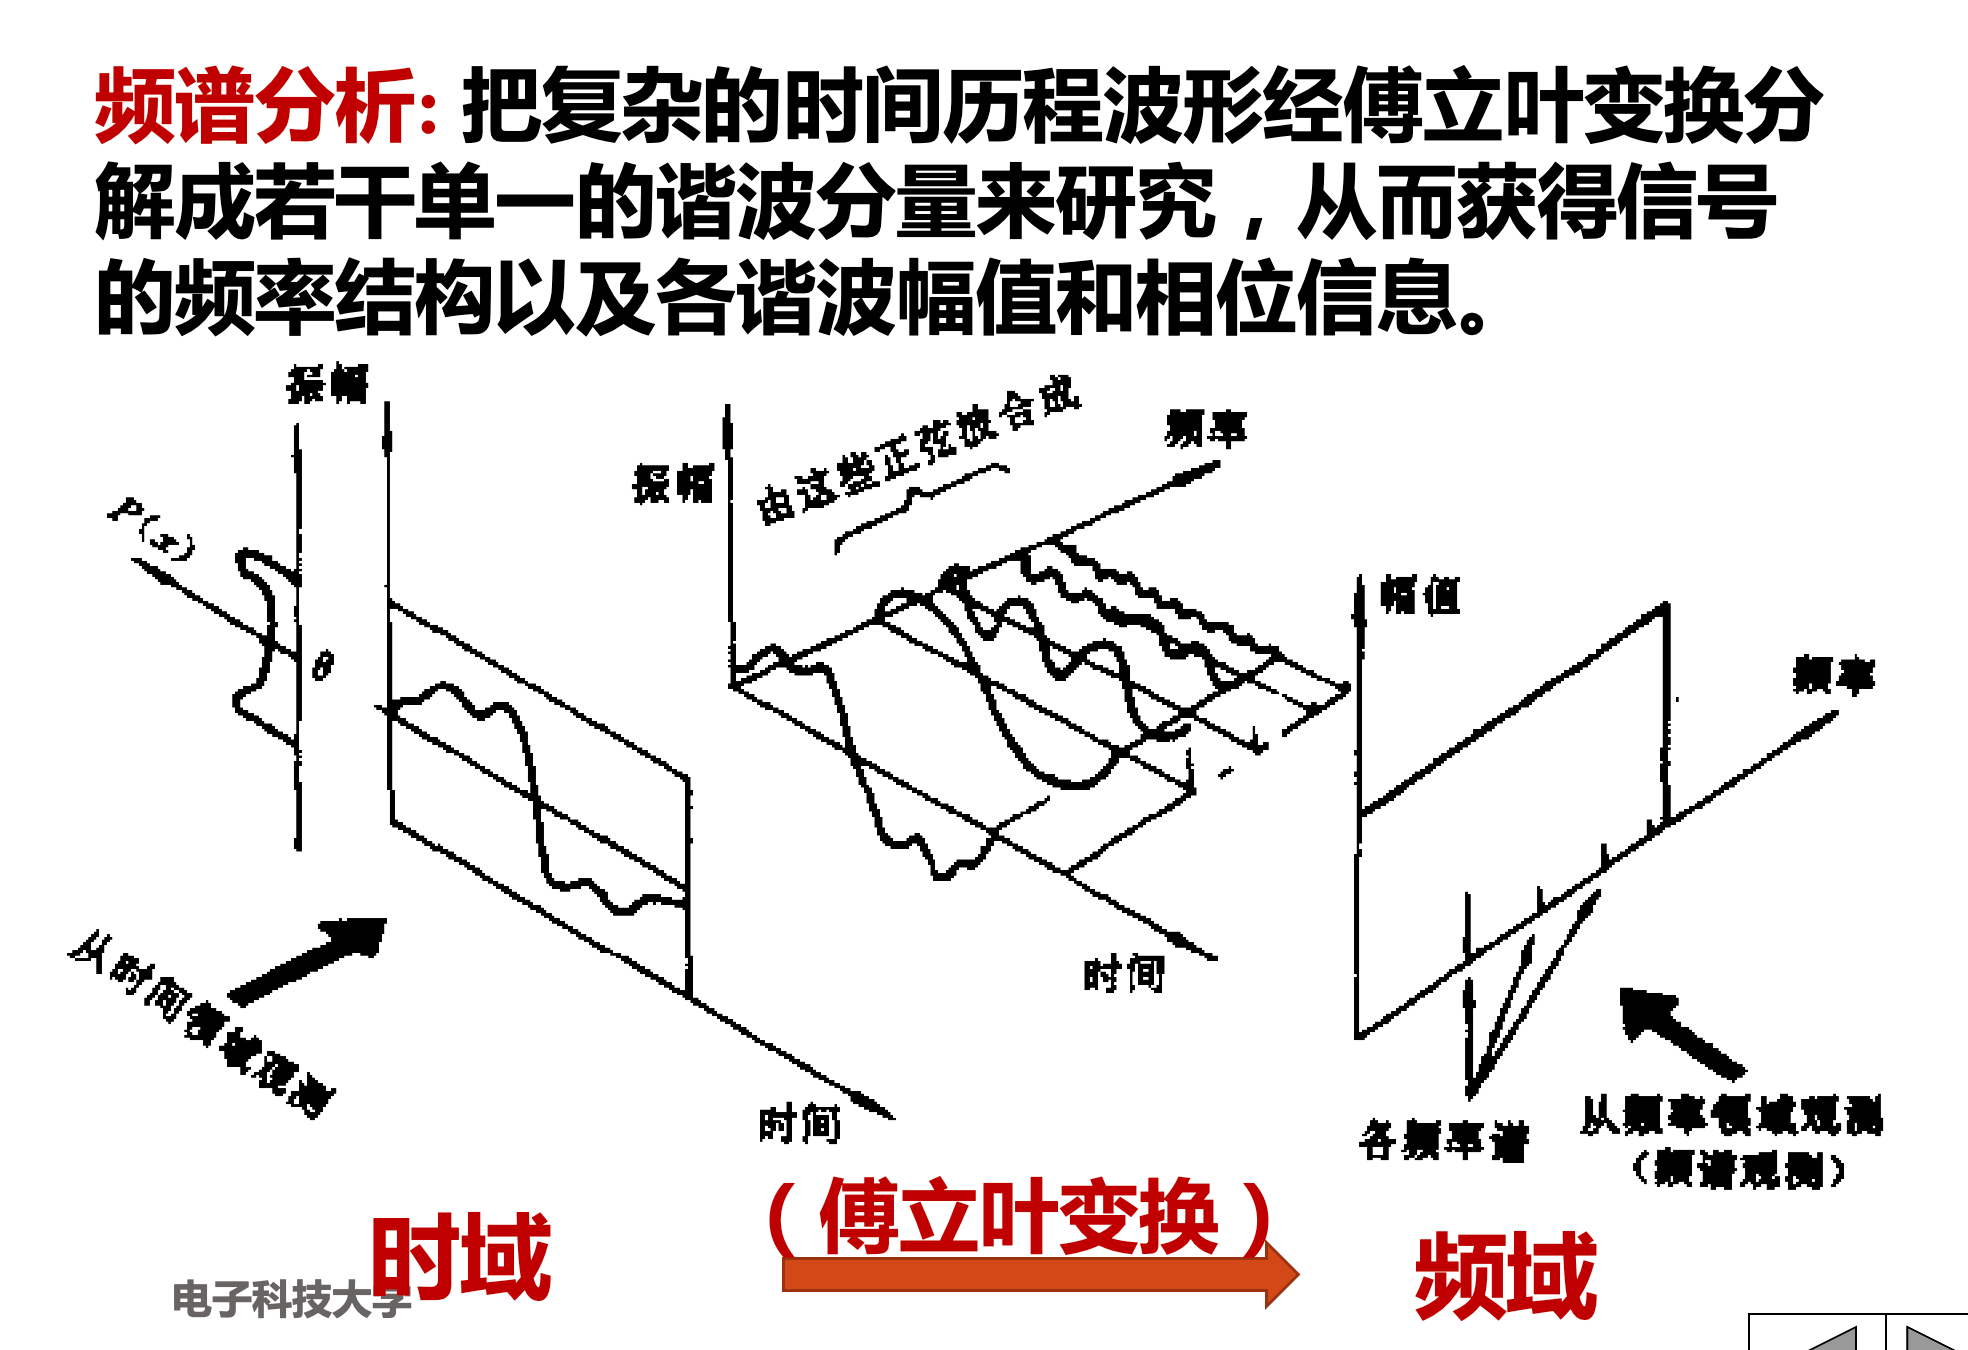 频谱分析: 把复杂的时间历程波形经傅立叶变换分
解成若干单一的谐波分量来研究，从而获得信号
的频率结构以及各谐波幅值和相位信息。
振幅
P(x)
0
从时间领域观测
时间
振幅
由这些正弦波合成
频率
时间
幅值
频率
各频率谱
从频率领域观测
（频谱观测）
（傅立叶变换）
时域
频域
电子科技大学